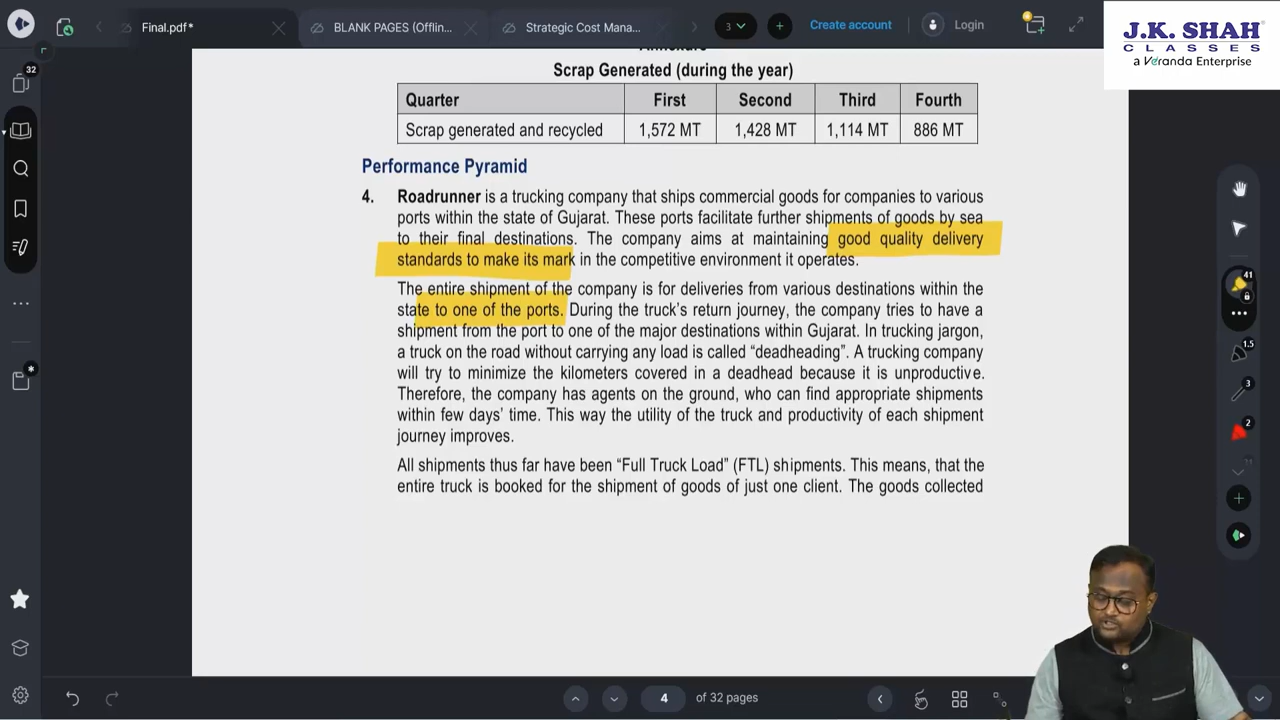 Final.pdf*
BLANK PAGES (Offlin...
Strategic Cost Mana...
3
Create account
Login
J.K. SHAH
CLASSES
a Veranda Enterprise
32
Scrap Generated (during the year)
Quarter First Second Third Fourth
Scrap generated and recycled 1,572 MT 1,428 MT 1,114 MT 886 MT
Performance Pyramid
4. Roadrunner is a trucking company that ships commercial goods for companies to various
ports within the state of Gujarat. These ports facilitate further shipments of goods by sea
to their final destinations. The company aims at maintaining good quality delivery
standards to make its mark in the competitive environment it operates.
The entire shipment of the company is for deliveries from various destinations within the
state to one of the ports. During the truck's return journey, the company tries to have a
shipment from the port to one of the major destinations within Gujarat. In trucking jargon,
a truck on the road without carrying any load is called "deadheading". A trucking company
will try to minimize the kilometers covered in a deadhead because it is unproductive.
Therefore, the company has agents on the ground, who can find appropriate shipments
within few days' time. This way the utility of the truck and productivity of each shipment
journey improves.
All shipments thus far have been "Full Truck Load" (FTL) shipments. This means, that the
entire truck is booked for the shipment of goods of just one client. The goods collected
41
1.5
3
2
4 of 32 pages